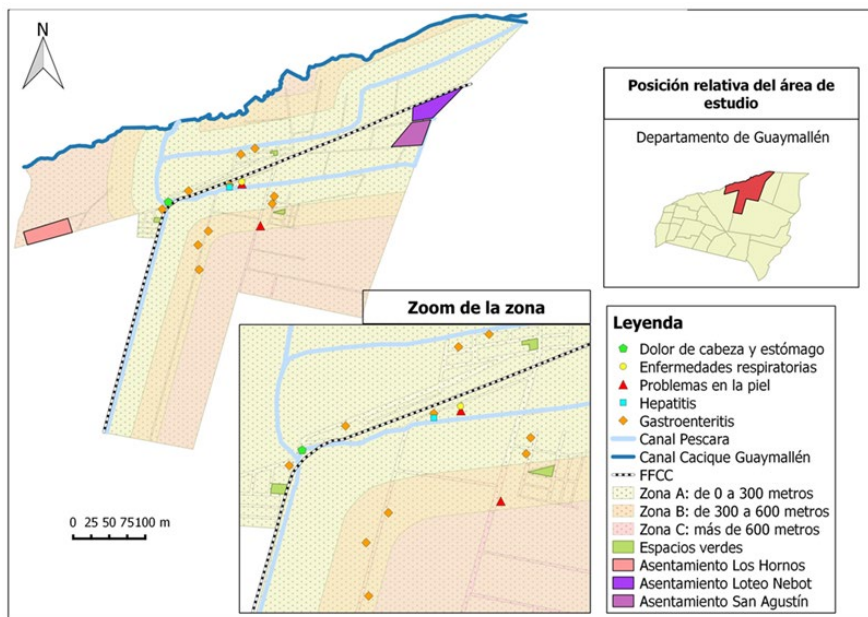 N
Posición relativa del área de
estudio
Departamento de Guaymallén
Zoom de la zona
0 25 50 75 100 m
Leyenda
Dolor de cabeza y estómago
Enfermedades respiratorias
Problemas en la piel
Hepatitis
Gastroenteritis
Canal Pescara
Canal Cacique Guaymallén
FFCC
Zona A: de 0 a 300 metros
Zona B: de 300 a 600 metros
Zona C: más de 600 metros
Espacios verdes
Asentamiento Los Hornos
Asentamiento Loteo Nebot
Asentamiento San Agustín